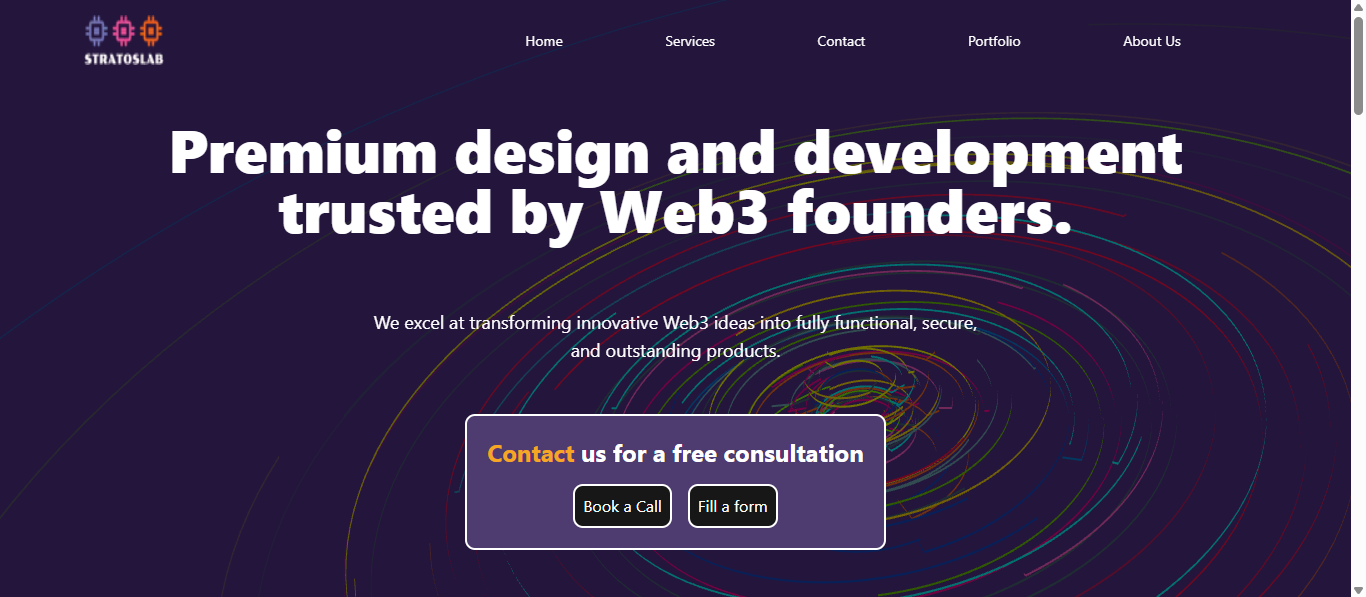 STRATOSLAB
Home
Services
Contact
Portfolio
About Us
Premium design and development
trusted by Web3 founders.
We excel at transforming innovative Web3 ideas into fully functional, secure,
and outstanding products.
Contact us for a free consultation
Book a Call
Fill a form